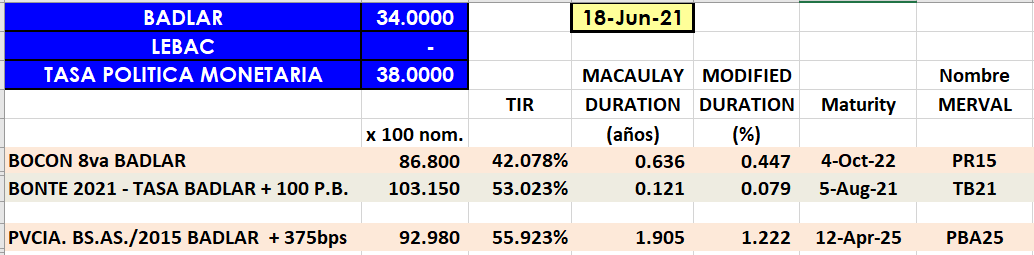 BADLAR 34.0000 18-Jun-21
LEBAC -
TASA POLITICA MONETARIA 38.0000 MACAULAY MODIFIED Nombre
TIR DURATION DURATION Maturity MERVAL
x 100 nom. (años) (%)
BOCON 8va BADLAR 86.800 42.078% 0.636 0.447 4-Oct-22 PR15
BONTE 2021 - TASA BADLAR + 100 P.B. 103.150 53.023% 0.121 0.079 5-Aug-21 TB21
PVCIA. BS.AS./2015 BADLAR + 375bps 92.980 55.923% 1.905 1.222 12-Apr-25 PBA25